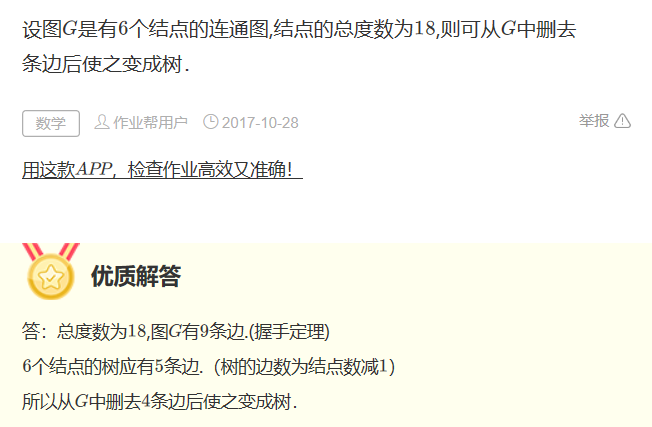 设图G是有6个结点的连通图,结点的总度数为18,则可从G中删去
条边后使之变成树.
数学 作业帮用户 2017-10-28 举报
用这款APP，检查作业高效又准确！
优质解答
答：总度数为18,图G有9条边.(握手定理)
6个结点的树应有5条边.（树的边数为结点数减1）
所以从G中删去4条边后使之变成树.